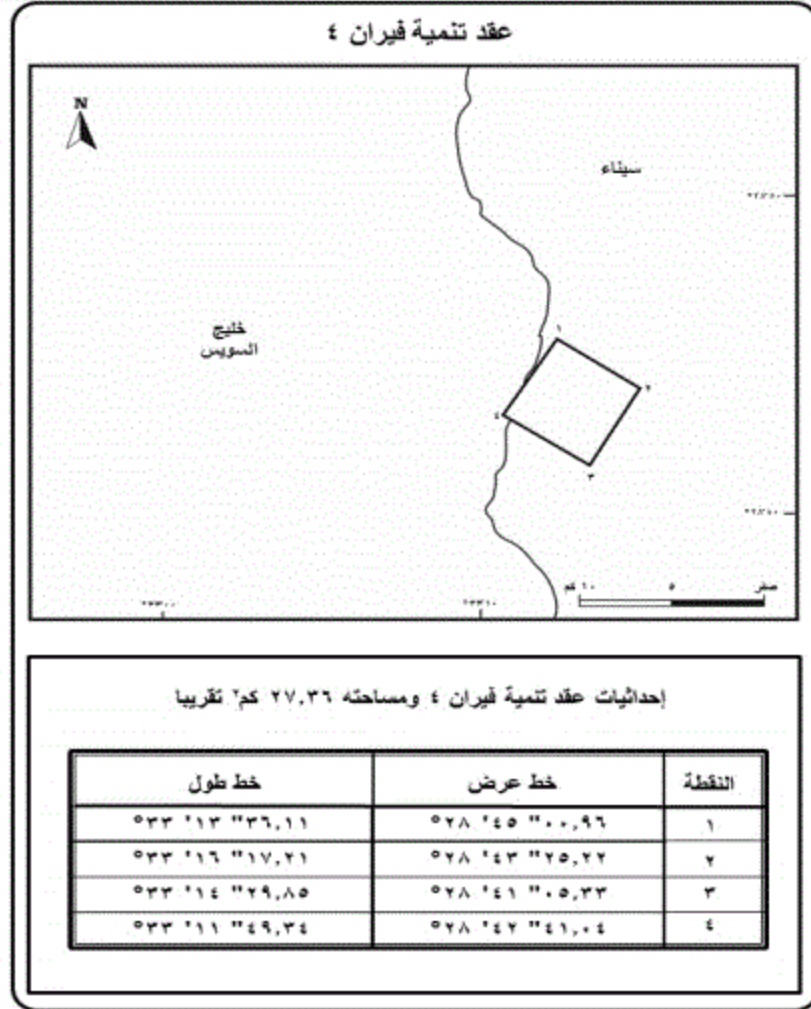 عقد تنمية فيران ٤
N
سيناء
خليج
السويس
١
٢
٣
٤
صفر ٥ ١٠ كم
إحداثيات عقد تنمية فيران ٤ ومساحته ٢٧,٣٦ كم٢ تقريبا
النقطة خط عرض خط طول
١ ٠٠,٩٦" ٤٥' ٢٨° ٣٦,١١" ١٣' ٣٣°
٢ ٢٥,٢٢" ٤٣' ٢٨° ١٧,٢١" ١٦' ٣٣°
٣ ٠٥,٣٣" ٤١' ٢٨° ٢٩,٨٥" ١٤' ٣٣°
٤ ٤١,٠٤" ٤٢' ٢٨° ٤٩,٣٤" ١١' ٣٣°